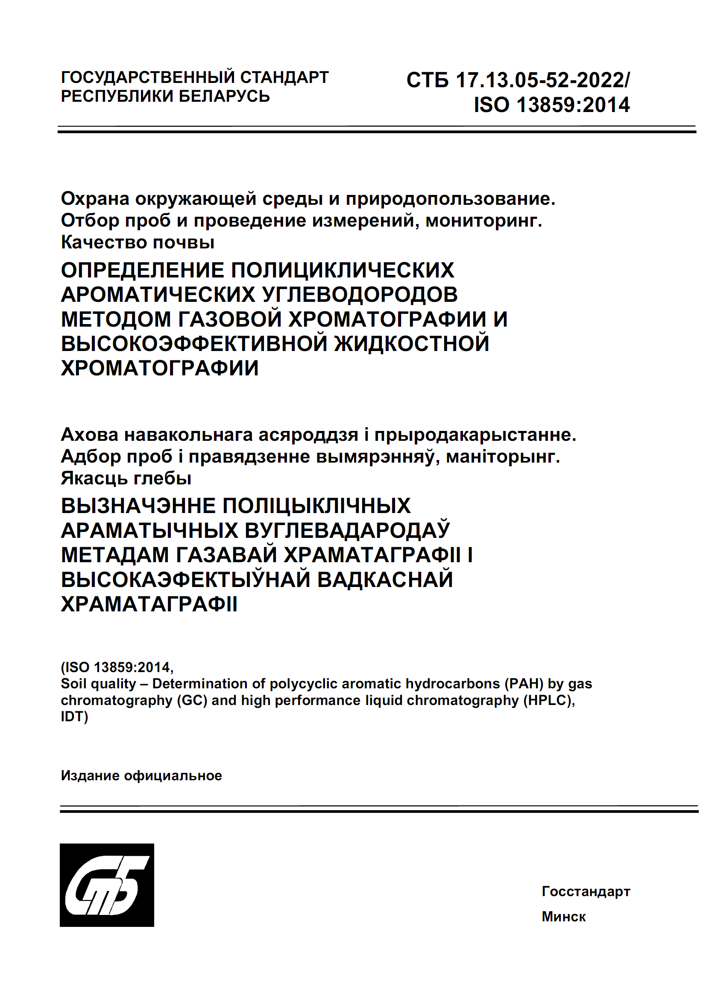 ГОСУДАРСТВЕННЫЙ СТАНДАРТ
РЕСПУБЛИКИ БЕЛАРУСЬ
СТБ 17.13.05-52-2022/
ISO 13859:2014
Охрана окружающей среды и природопользование.
Отбор проб и проведение измерений, мониторинг.
Качество почвы
ОПРЕДЕЛЕНИЕ ПОЛИЦИКЛИЧЕСКИХ
АРОМАТИЧЕСКИХ УГЛЕВОДОРОДОВ
МЕТОДОМ ГАЗОВОЙ ХРОМАТОГРАФИИ И
ВЫСОКОЭФФЕКТИВНОЙ ЖИДКОСТНОЙ
ХРОМАТОГРАФИИ
Ахова навакольнага асяроддзя і прыродакарыстанне.
Адбор проб і правядзенне вымярэнняў, маніторынг.
Якасць глебы
ВЫЗНАЧЭННЕ ПОЛІЦЫКЛІЧНЫХ
АРАМАТЫЧНЫХ ВУГЛЕВАДАРОДАЎ
МЕТАДАМ ГАЗАВАЙ ХРАМАТАГРАФІІ І
ВЫСОКАЭФЕКТЫЎНАЙ ВАДКАСНАЙ
ХРАМАТАГРАФІІ
(ISO 13859:2014,
Soil quality – Determination of polycyclic aromatic hydrocarbons (PAH) by gas
chromatography (GC) and high performance liquid chromatography (HPLC),
IDT)
Издание официальное
СТБ
Госстандарт
Минск